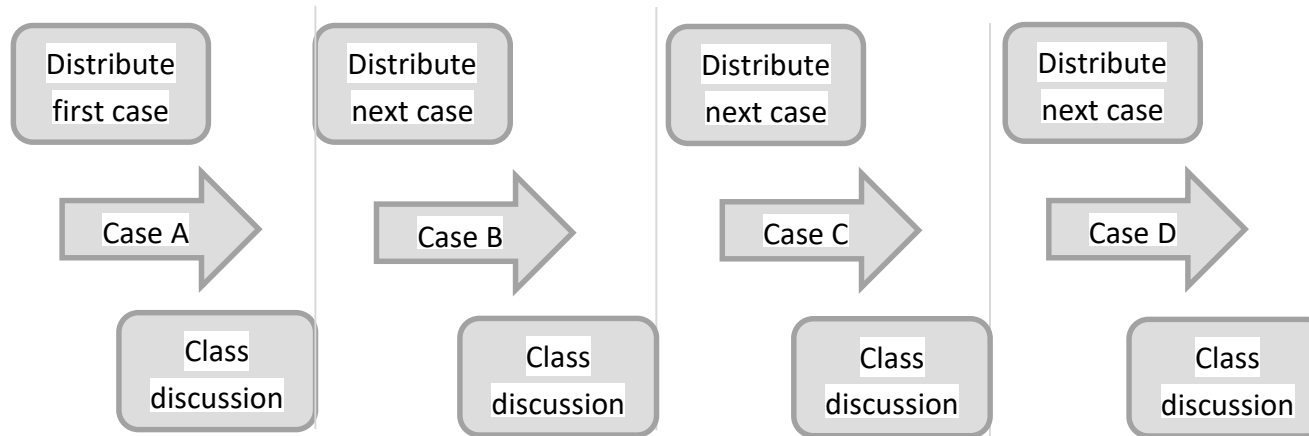 Distribute
first case
Case A
Class
discussion
Distribute
next case
Case B
Class
discussion
Distribute
next case
Case C
Class
discussion
Distribute
next case
Case D
Class
discussion